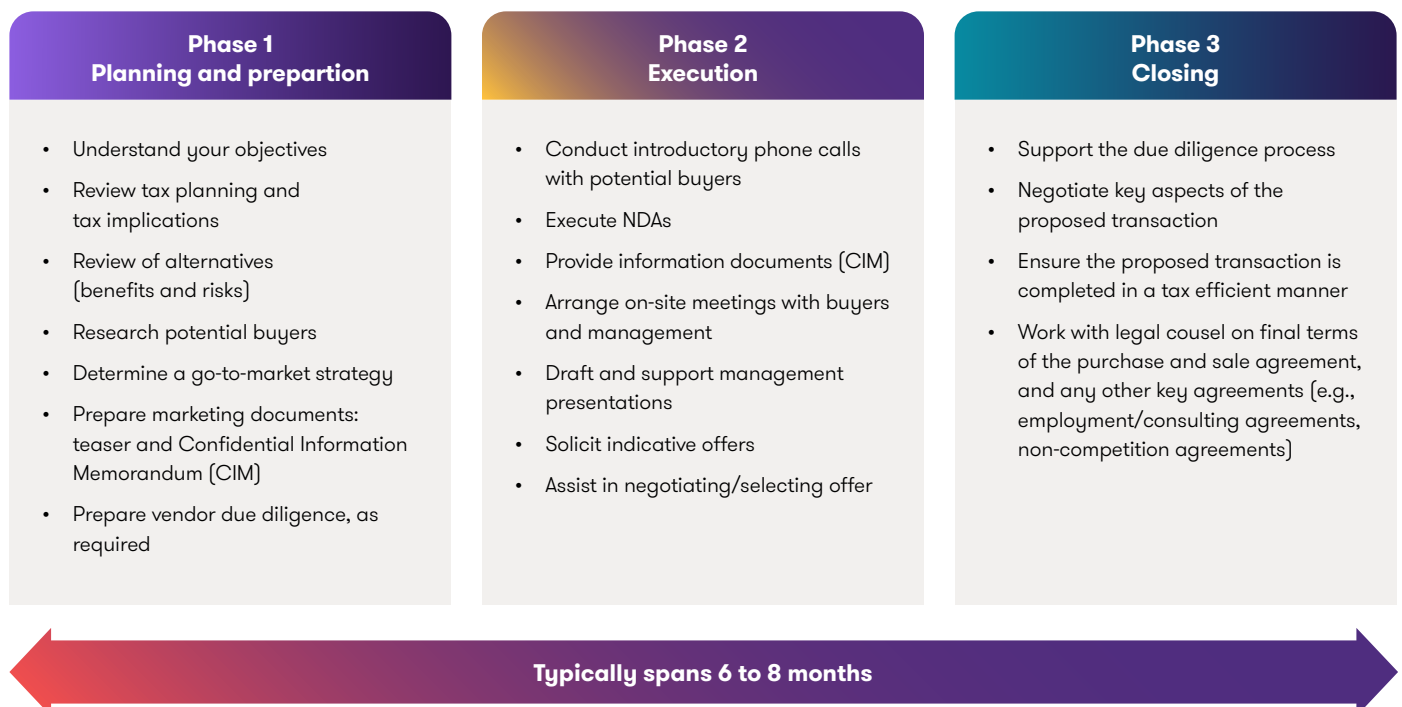 Phase 1
Planning and prepartion
• Understand your objectives
• Review tax planning and
tax implications
• Review of alternatives
(benefits and risks)
• Research potential buyers
• Determine a go-to-market strategy
• Prepare marketing documents:
teaser and Confidential Information
Memorandum (CIM)
• Prepare vendor due diligence, as
required
Phase 2
Execution
• Conduct introductory phone calls
with potential buyers
• Execute NDAs
• Provide information documents (CIM)
• Arrange on-site meetings with buyers
and management
• Draft and support management
presentations
• Solicit indicative offers
• Assist in negotiating/selecting offer
Phase 3
Closing
• Support the due diligence process
• Negotiate key aspects of the
proposed transaction
• Ensure the proposed transaction is
completed in a tax efficient manner
• Work with legal cousel on final terms
of the purchase and sale agreement,
and any other key agreements (e.g.,
employment/consulting agreements,
non-competition agreements)
Typically spans 6 to 8 months